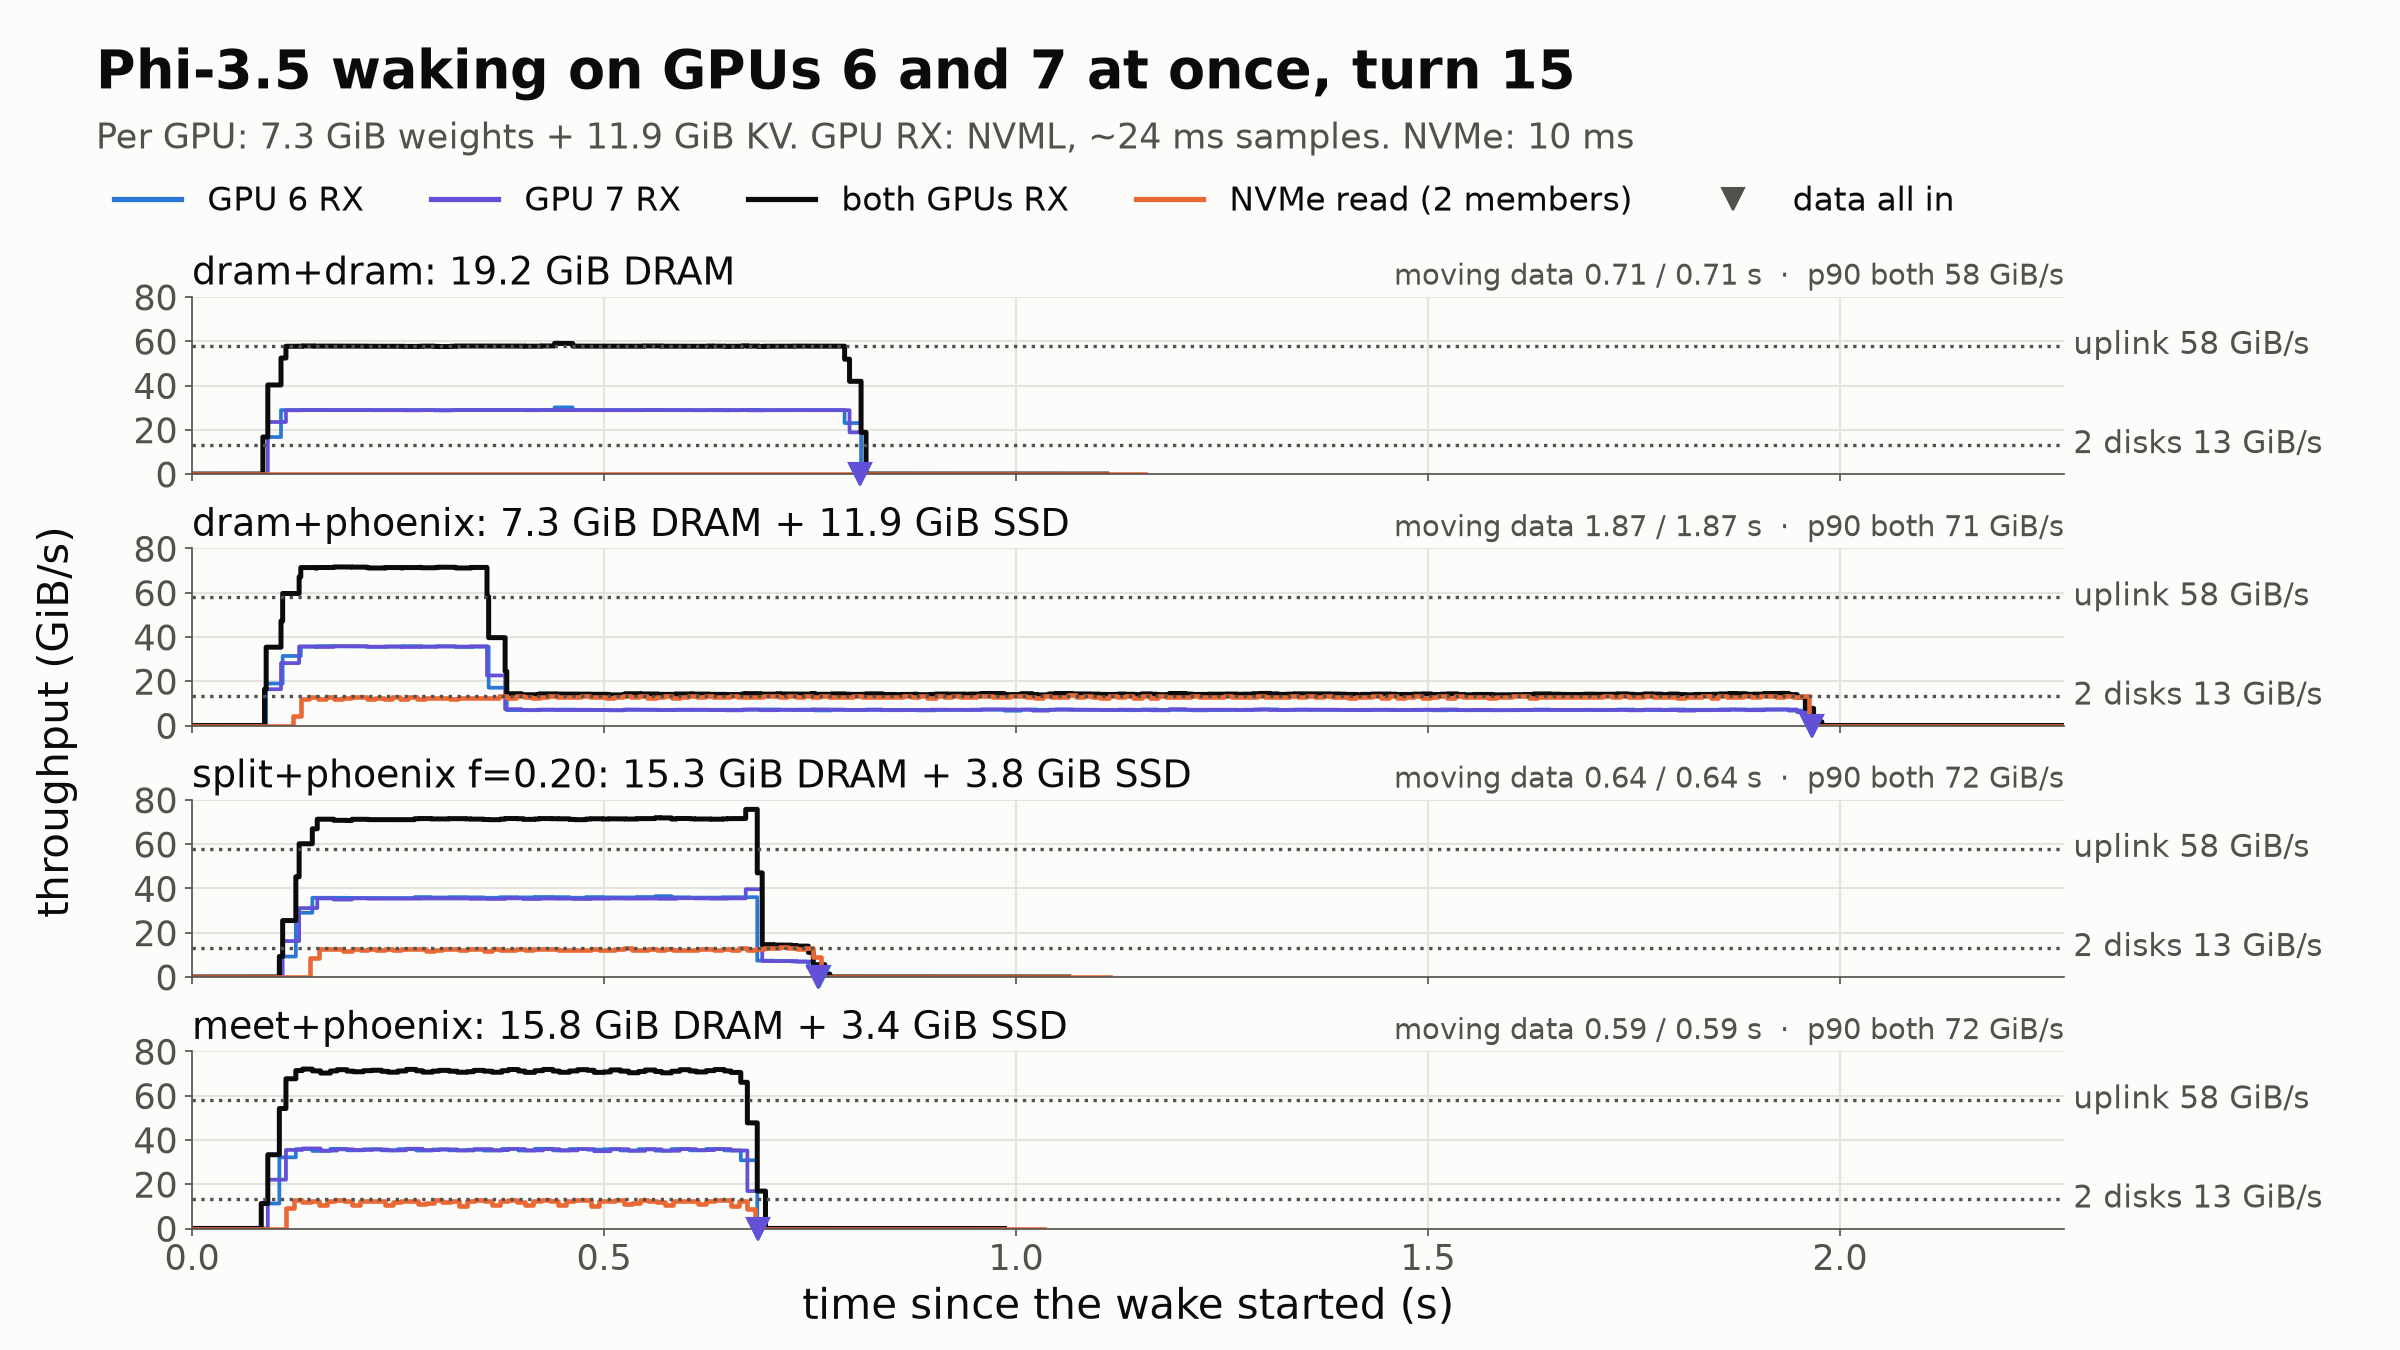 Phi-3.5 waking on GPUs 6 and 7 at once, turn 15
Per GPU: 7.3 GiB weights + 11.9 GiB KV. GPU RX: NVML, ~24 ms samples. NVMe: 10 ms
GPU 6 RX GPU 7 RX both GPUs RX NVMe read (2 members) data all in
throughput (GiB/s)
dram+dram: 19.2 GiB DRAM
moving data 0.71 / 0.71 s · p90 both 58 GiB/s
80
60
40
20
0
uplink 58 GiB/s
2 disks 13 GiB/s
dram+phoenix: 7.3 GiB DRAM + 11.9 GiB SSD
moving data 1.87 / 1.87 s · p90 both 71 GiB/s
80
60
40
20
0
uplink 58 GiB/s
2 disks 13 GiB/s
split+phoenix f=0.20: 15.3 GiB DRAM + 3.8 GiB SSD
moving data 0.64 / 0.64 s · p90 both 72 GiB/s
80
60
40
20
0
uplink 58 GiB/s
2 disks 13 GiB/s
meet+phoenix: 15.8 GiB DRAM + 3.4 GiB SSD
moving data 0.59 / 0.59 s · p90 both 72 GiB/s
80
60
40
20
0
uplink 58 GiB/s
2 disks 13 GiB/s
0.0 0.5 1.0 1.5 2.0
time since the wake started (s)